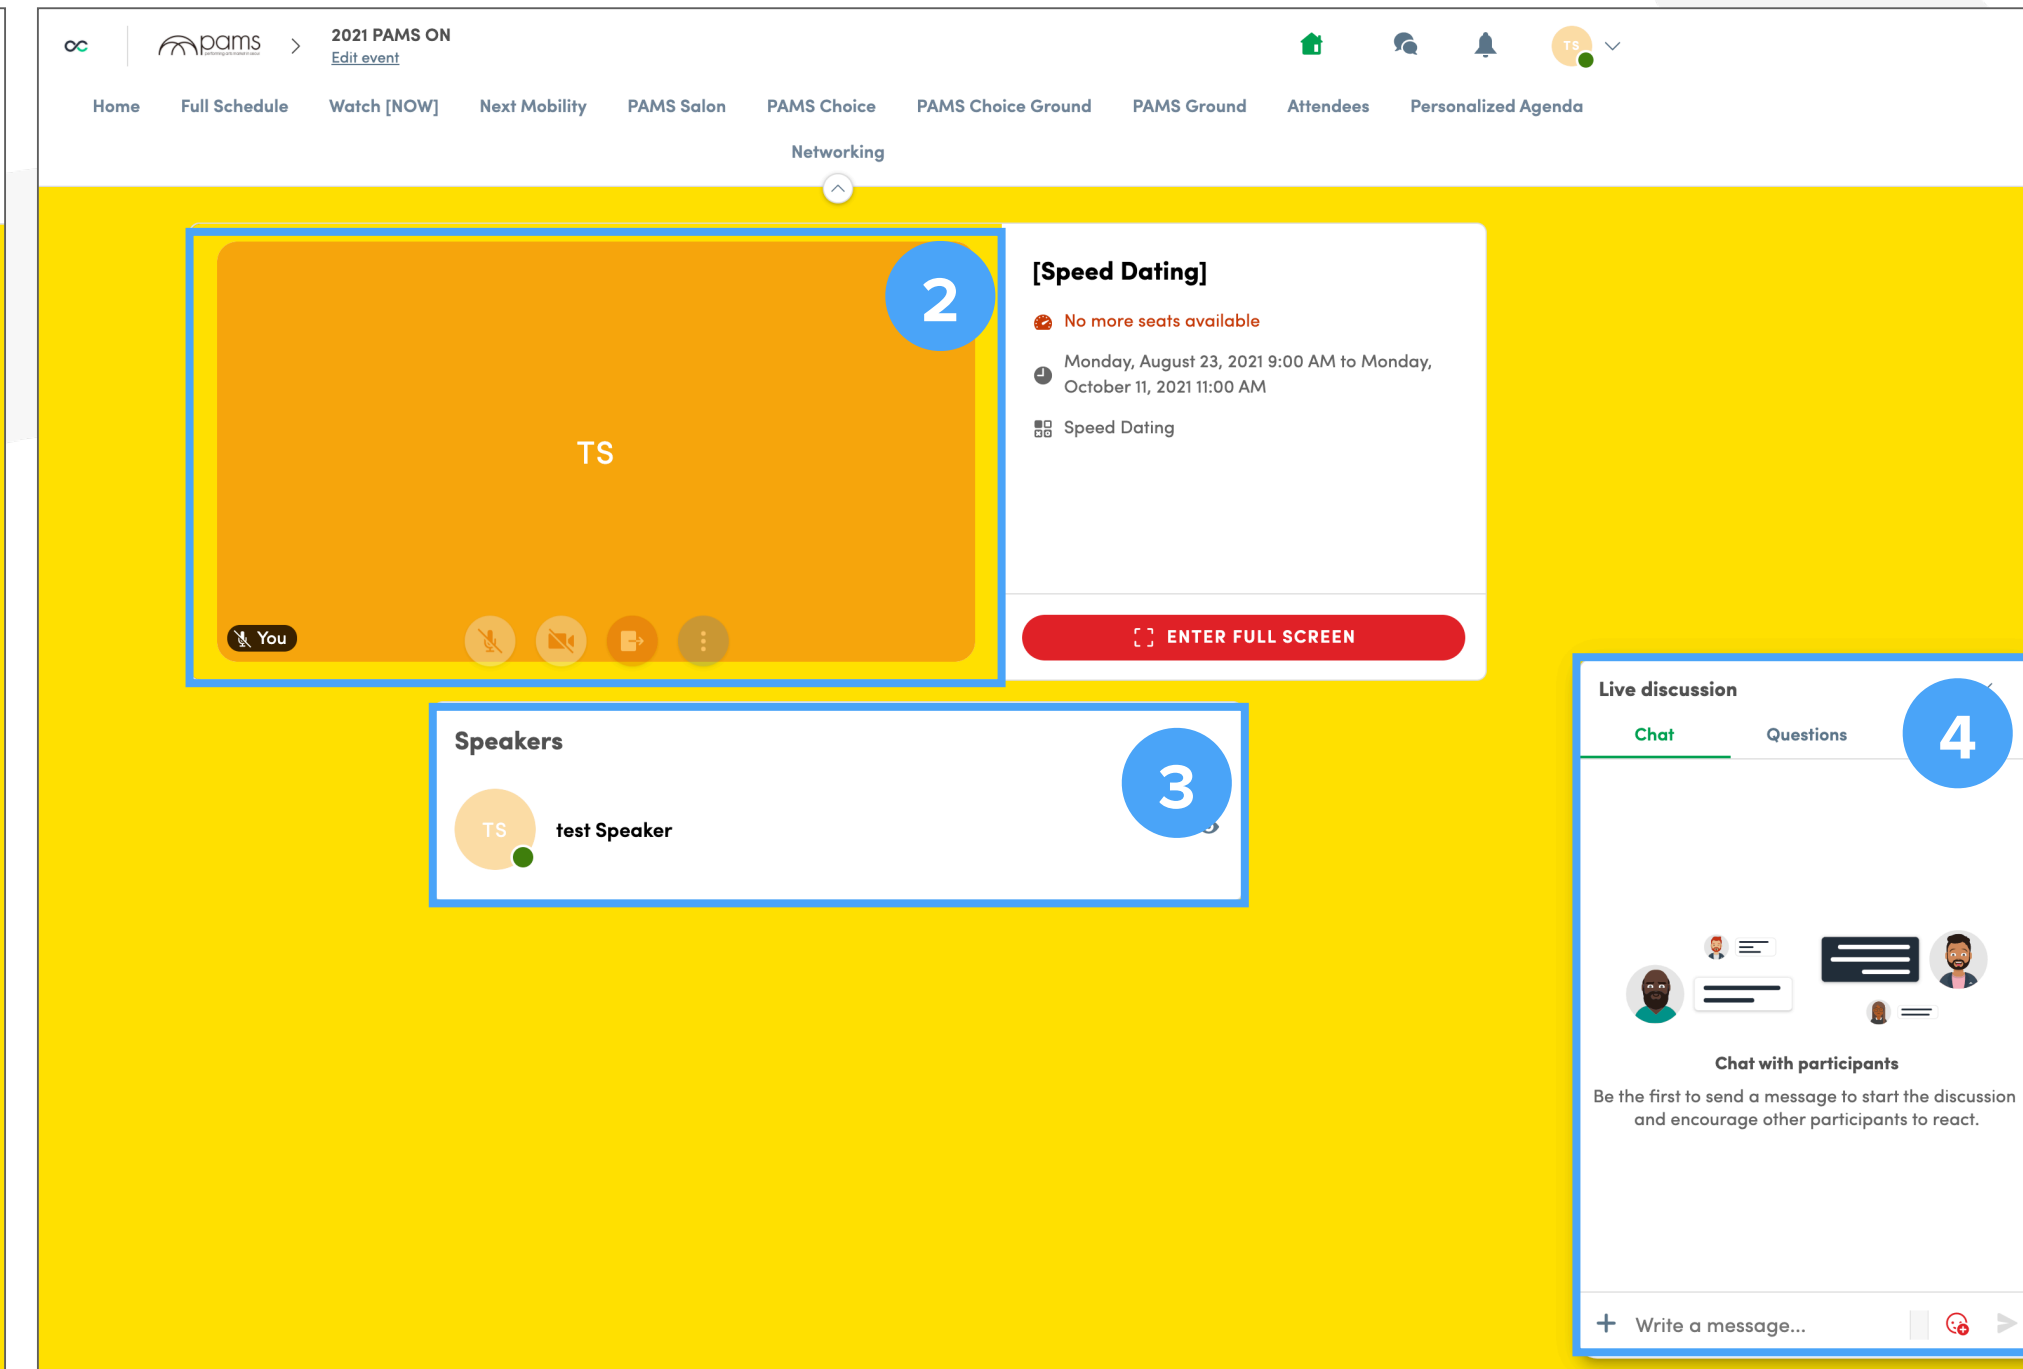 pams
2021 PAMS ON
Edit event
TS
Home Full Schedule Watch [NOW] Next Mobility PAMS Salon PAMS Choice PAMS Choice Ground PAMS Ground Attendees Personalized Agenda
Networking
2
TS
You
[Speed Dating]
No more seats available
Monday, August 23, 2021 9:00 AM to Monday,
October 11, 2021 11:00 AM
Speed Dating
ENTER FULL SCREEN
Speakers
3
TS
test Speaker
Live discussion
4
Chat Questions
Chat with participants
Be the first to send a message to start the discussion
and encourage other participants to react.
Write a message...